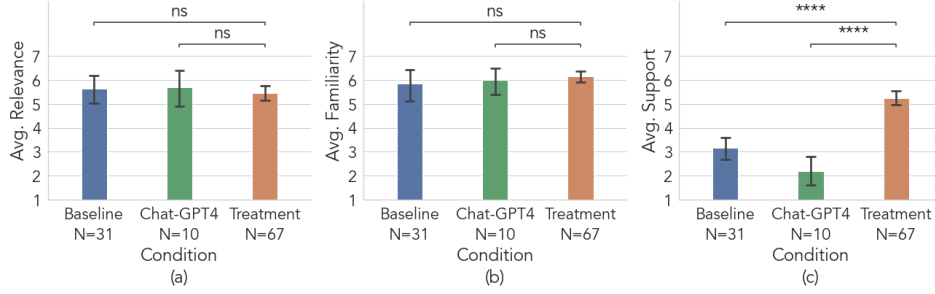 ns
ns
7
6
5
4
3
2
1
Avg. Relevance
Baseline Chat-GPT4 Treatment
N=31 N=10 N=67
Condition
(a)
ns
ns
7
6
5
4
3
2
1
Avg. Familiarity
Baseline Chat-GPT4 Treatment
N=31 N=10 N=67
Condition
(b)
****
****
7
6
5
4
3
2
1
Avg. Support
Baseline Chat-GPT4 Treatment
N=31 N=10 N=67
Condition
(c)